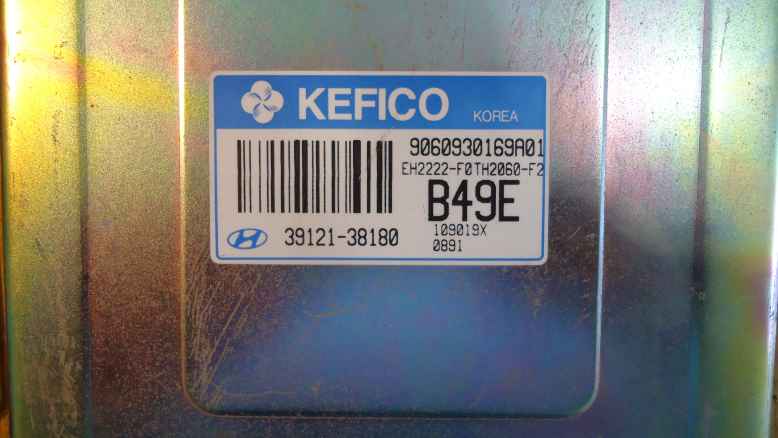 KEFICO KOREA
9060930169A01
EH2222-F0TH2060-F2
B49E
109019X
39121-38180
0891